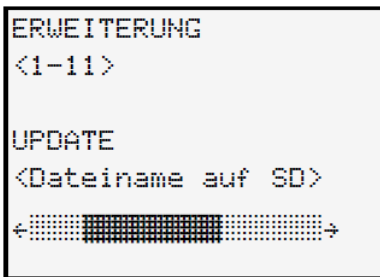 ERWEITERUNG
<1-11>
UPDATE
<Dateiname auf SD>